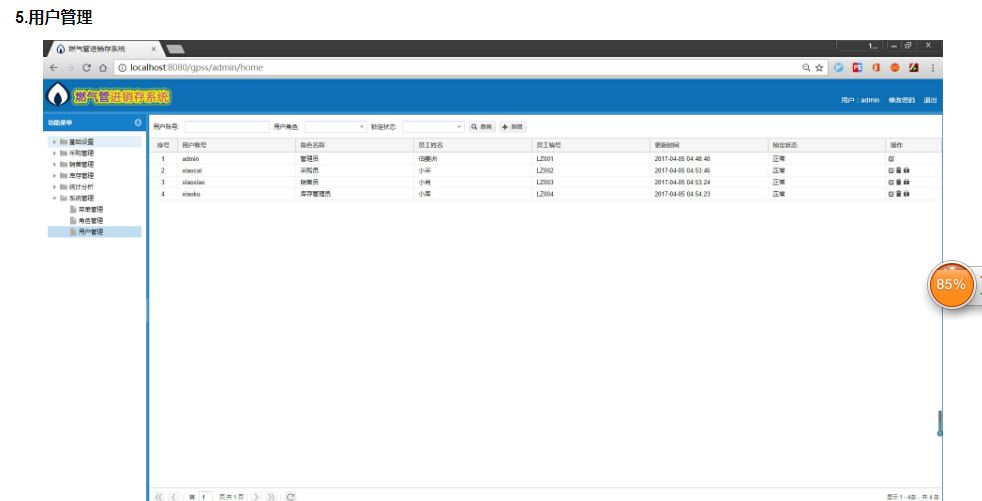 5.用户管理
燃气管进销存系统
1...
localhost:8080/gpss/admin/home
燃气管进销存系统
用户：admin 修改密码 退出
功能菜单
用户账号: 用户角色: 锁定状态: 查询 新增
基础设置
采购管理
销售管理
库存管理
统计分析
系统管理
菜单管理
角色管理
用户管理
序号 用户账号 角色名称 员工姓名 员工编号 更新时间 锁定状态 操作
1 admin 管理员 LZ001 2017-04-05 04:48:40 正常
2 xiaocai 采购员 小采 LZ002 2017-04-05 04:53:46 正常
3 xiaoxiao 销售员 小肖 LZ003 2017-04-05 04:53:24 正常
4 xiaoku 库存管理员 小库 LZ004 2017-04-05 04:54:23 正常
85%
第 1 页,共1页
显示 1 - 4条，共 4 条